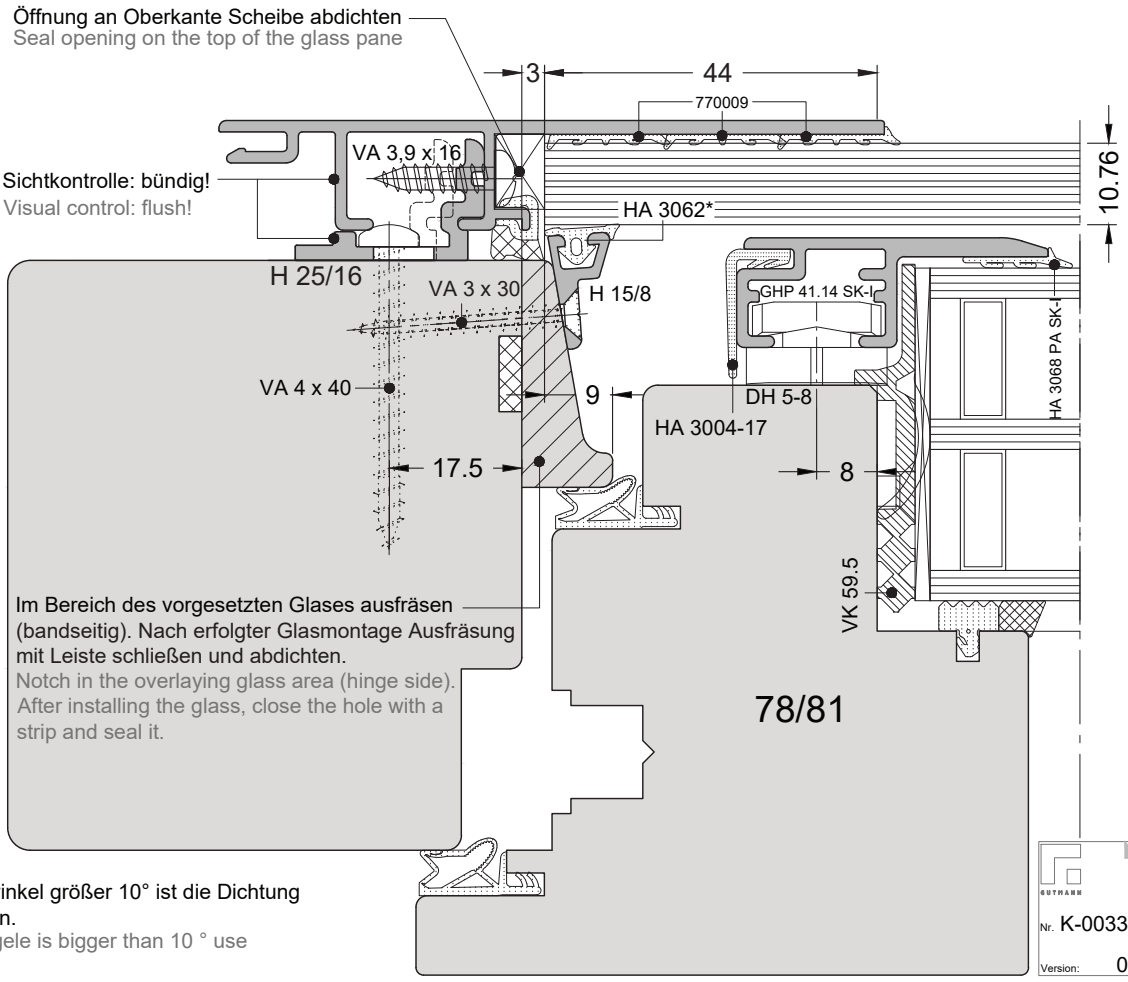 Öffnung an Oberkante Scheibe abdichten
Seal opening on the top of the glass pane
3
44
770009
VA 3,9 x 16
Sichtkontrolle: bündig!
Visual control: flush!
10.76
HA 3062*
H 25/16
VA 3 x 30
H 15/8
GHP 41.14 SK-I
HA 3068 PA SK-I
VA 4 x 40
9
DH 5-8
HA 3004-17
17.5
8
VK 59.5
Im Bereich des vorgesetzten Glases ausfräsen
(bandseitig). Nach erfolgter Glasmontage Ausfräsung
mit Leiste schließen und abdichten.
Notch in the overlaying glass area (hinge side).
After installing the glass, close the hole with a
strip and seal it.
78/81
inkel größer 10° ist die Dichtung
n.
gele is bigger than 10 ° use
GUTMANN
Nr. K-0033
Version: 0